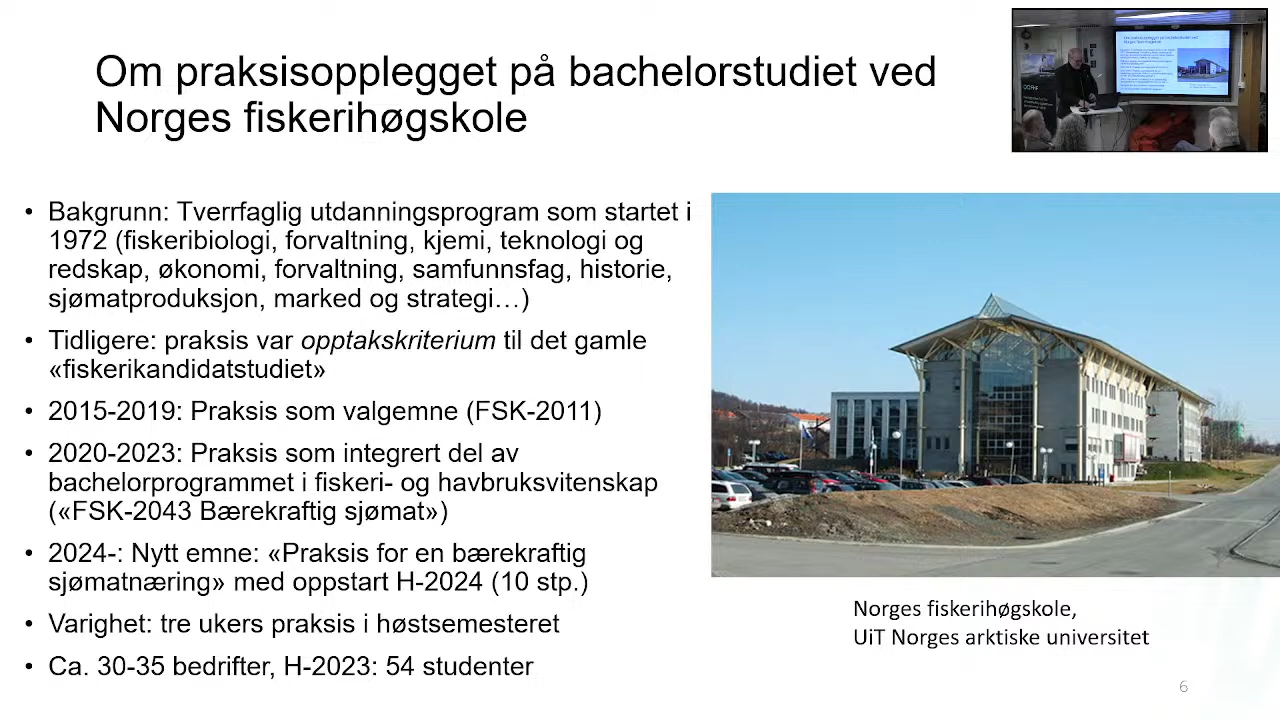 Om praksisopplegget på bachelorstudiet ved
Norges fiskerihøgskole
• Bakgrunn: Tverrfaglig utdanningsprogram som startet i
1972 (fiskeribiologi, forvaltning, kjemi, teknologi og
redskap, økonomi, forvaltning, samfunnsfag, historie,
sjømatproduksjon, marked og strategi…)
• Tidligere: praksis var opptakskriterium til det gamle
«fiskerikandidatstudiet»
• 2015-2019: Praksis som valgemne (FSK-2011)
• 2020-2023: Praksis som integrert del av
bachelorprogrammet i fiskeri- og havbruksvitenskap
(«FSK-2043 Bærekraftig sjømat»)
• 2024-: Nytt emne: «Praksis for en bærekraftig
sjømatnæring» med oppstart H-2024 (10 stp.)
• Varighet: tre ukers praksis i høstsemesteret
• Ca. 30-35 bedrifter, H-2023: 54 studenter
Norges fiskerihøgskole,
UiT Norges arktiske universitet
6